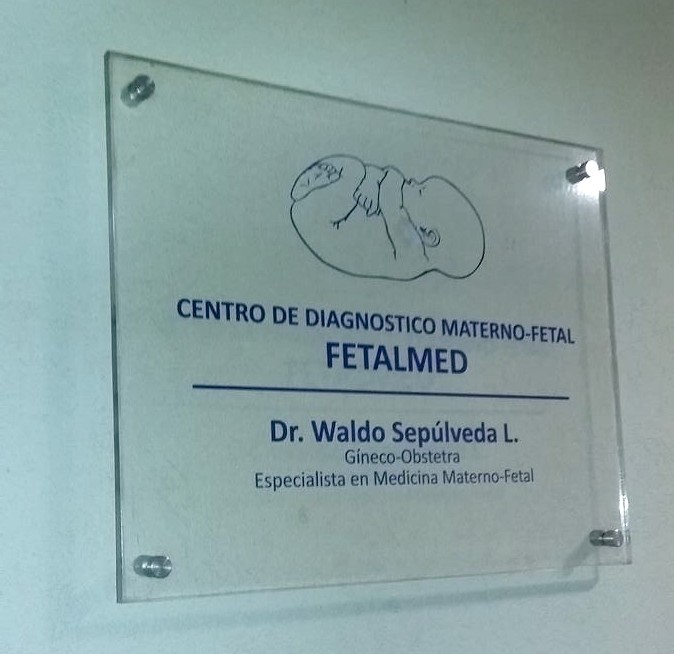 CENTRO DE DIAGNOSTICO MATERNO-FETAL
FETALMED
Dr. Waldo Sepúlveda L.
Gíneco-Obstetra
Especialista en Medicina Materno-Fetal